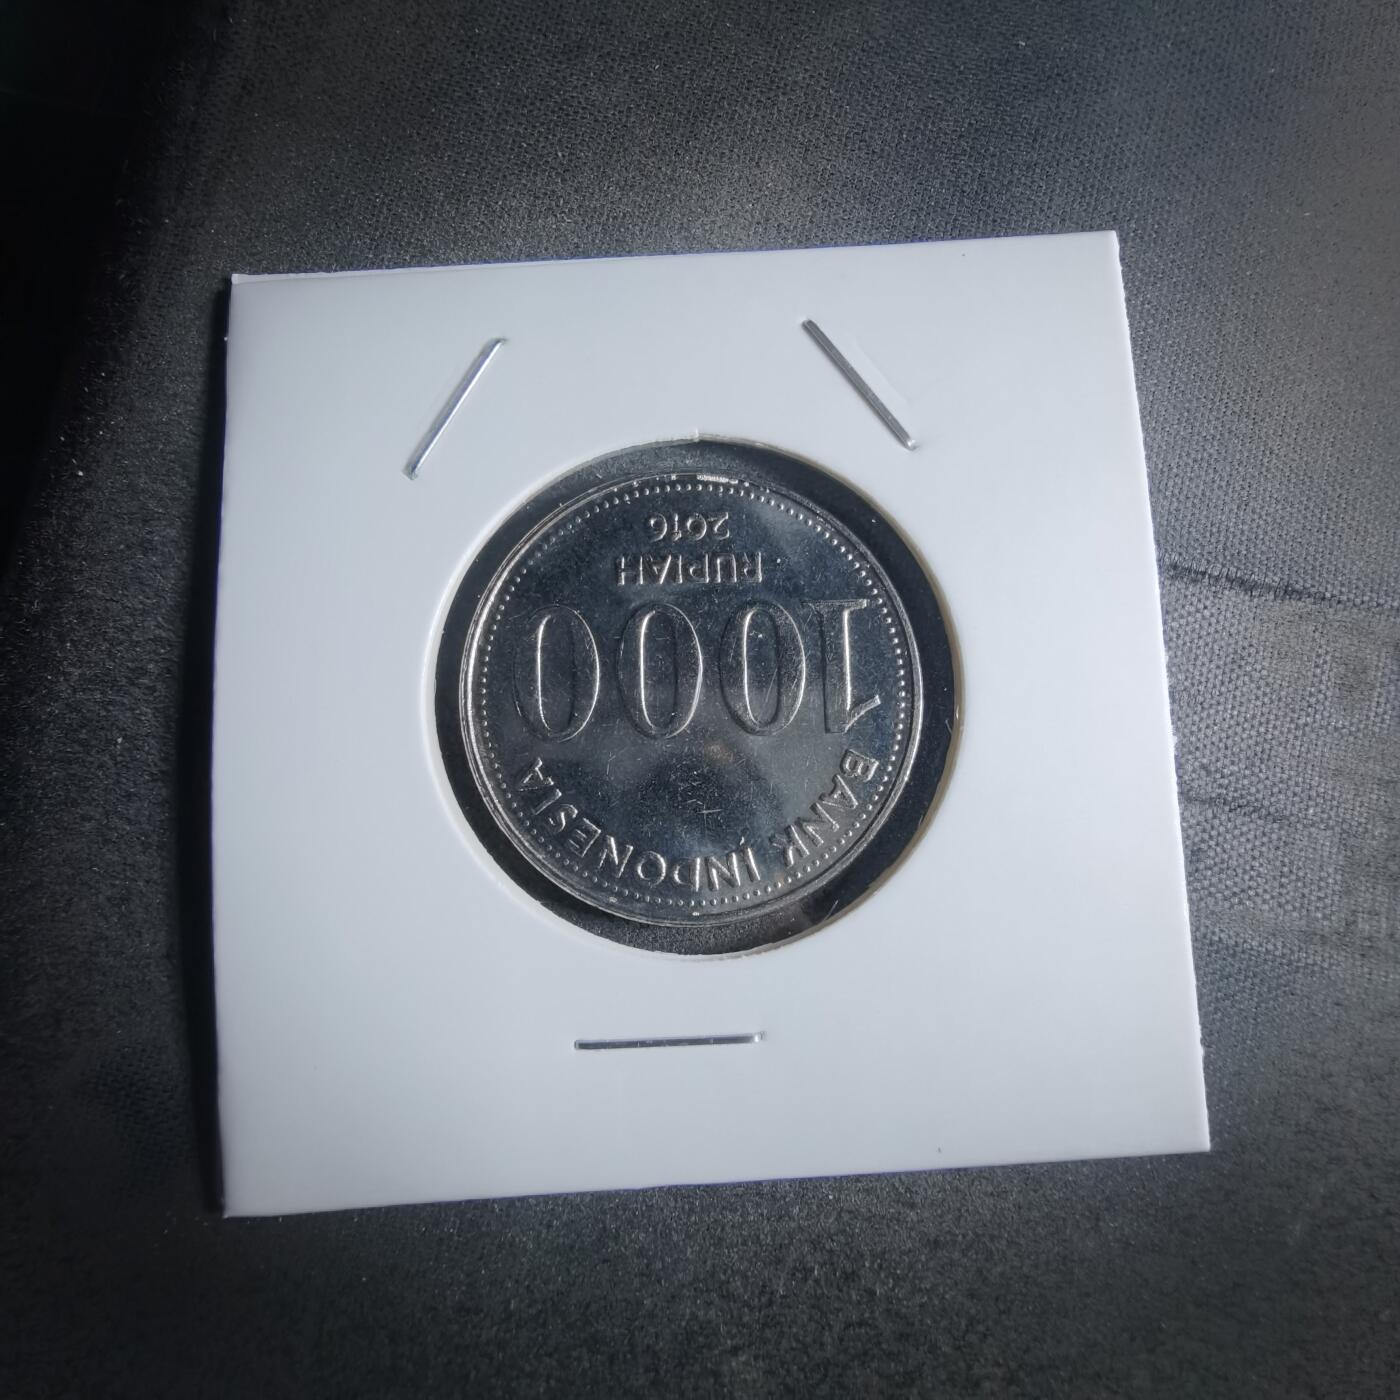 BANK INDONESIA
1000
RUPIAH
2016